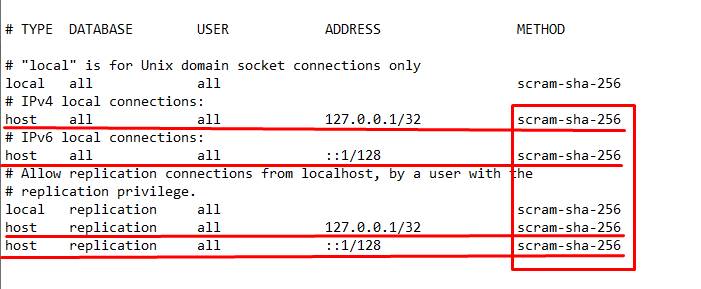 # TYPE  DATABASE        USER            ADDRESS                 METHOD
# "local" is for Unix domain socket connections only
local   all             all                                     scram-sha-256
# IPv4 local connections:
host    all             all             127.0.0.1/32            scram-sha-256
# IPv6 local connections:
host    all             all             ::1/128                 scram-sha-256
# Allow replication connections from localhost, by a user with the
# replication privilege.
local   replication     all                                     scram-sha-256
host    replication     all             127.0.0.1/32            scram-sha-256
host    replication     all             ::1/128                 scram-sha-256